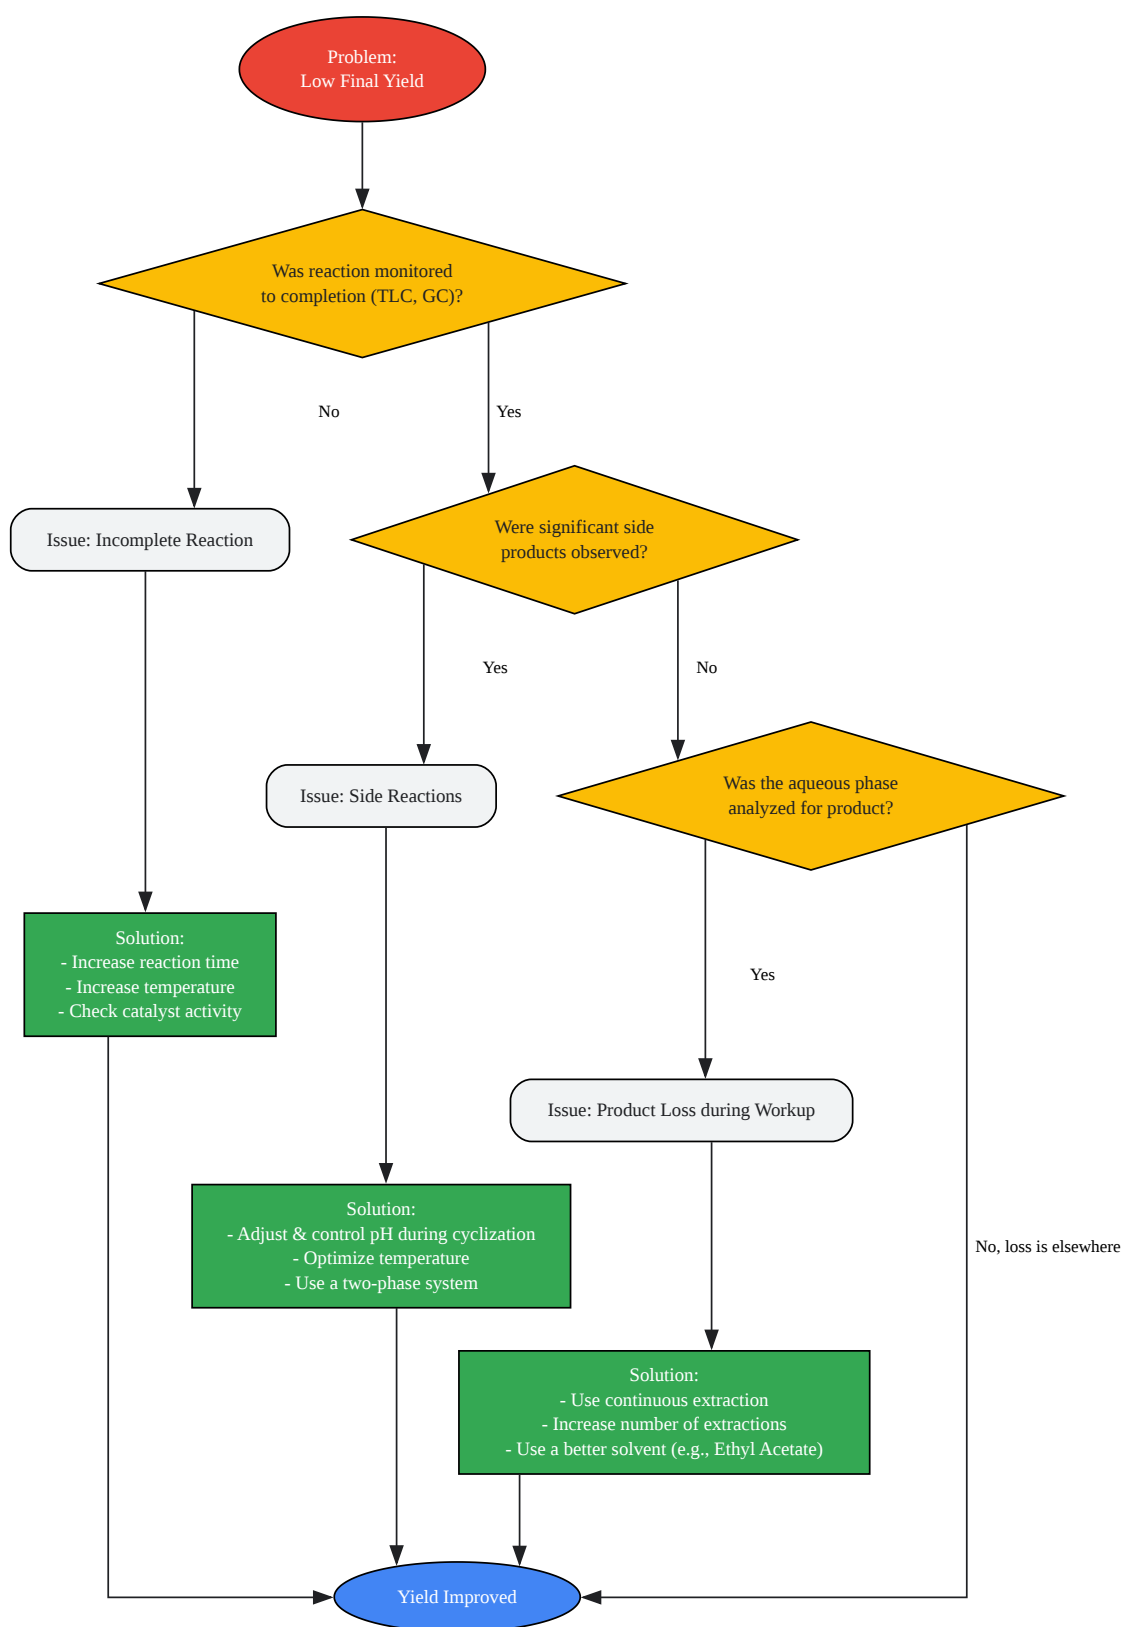 Problem:
Low Final Yield
Was reaction monitored
to completion (TLC, GC)?
No
Yes
Issue: Incomplete Reaction
Were significant side
products observed?
Yes
No
Issue: Side Reactions
Was the aqueous phase
analyzed for product?
Solution:
- Increase reaction time
- Increase temperature
- Check catalyst activity
Yes
Issue: Product Loss during Workup
Solution:
- Adjust & control pH during cyclization
- Optimize temperature
- Use a two-phase system
No, loss is elsewhere
Solution:
- Use continuous extraction
- Increase number of extractions
- Use a better solvent (e.g., Ethyl Acetate)
Yield Improved